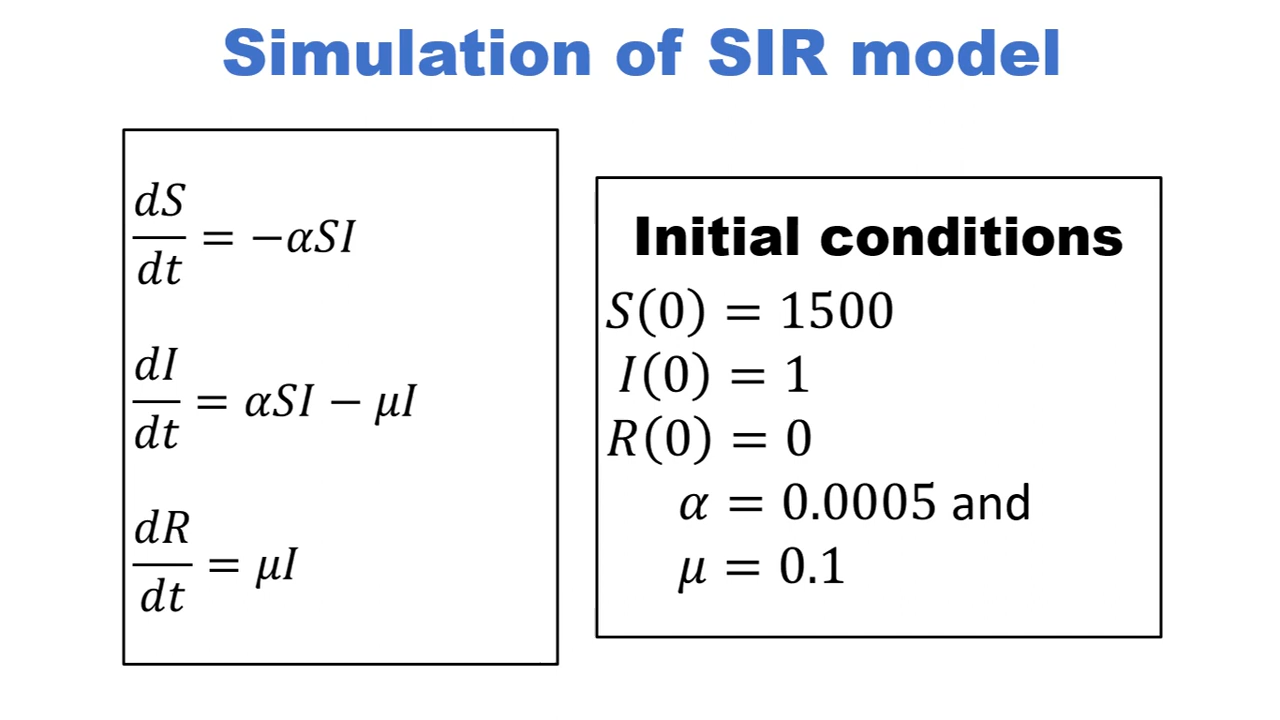 Simulation of SIR model
dS/dt = −αSI
dI/dt = αSI − μI
dR/dt = μI
Initial conditions
S(0) = 1500
I(0) = 1
R(0) = 0
α = 0.0005 and
μ = 0.1